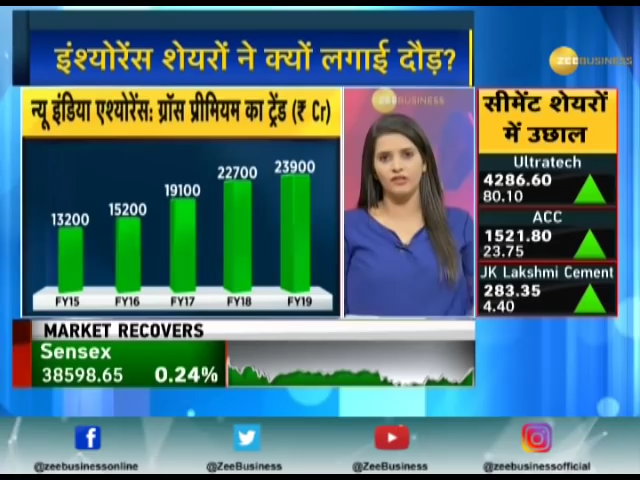 इंश्योरेंस शेयरों ने क्यों लगाई दौड़?
ZEEBUSINESS
न्यू इंडिया एश्योरेंस: ग्रॉस प्रीमियम का ट्रेंड (₹ Cr)
13200
15200
19100
22700
23900
FY15
FY16
FY17
FY18
FY19
ZEEBUSINESS
सीमेंट शेयरों
में उछाल
Ultratech
4286.60
80.10
ACC
1521.80
23.75
JK Lakshmi Cement
283.35
4.40
MARKET RECOVERS
Sensex
38598.65 0.24%
@zeebusinessonline
@ZeeBusiness
@ZeeBusiness
@zeebusinessofficial